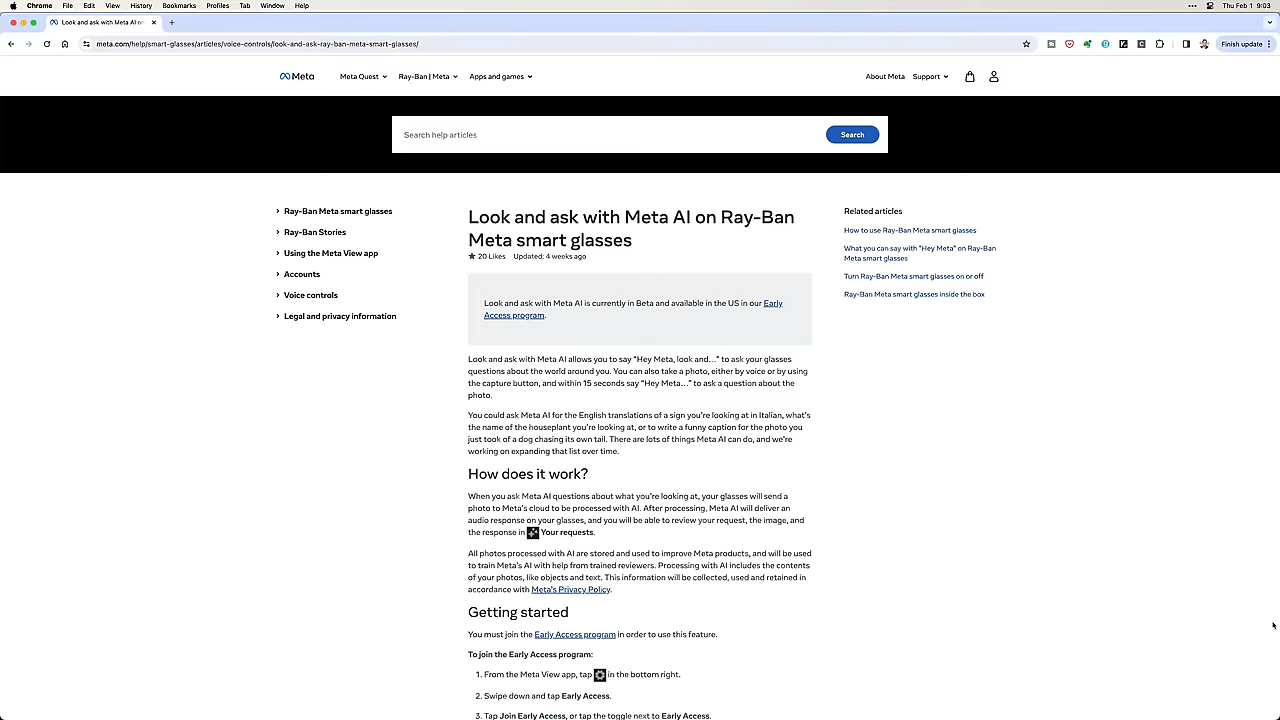 Chrome File Edit View History Bookmarks Profiles Tab Window Help
Thu Feb 1 9:03
Look and ask with Meta AI on
meta.com/help/smart-glasses/articles/voice-controls/look-and-ask-ray-ban-meta-smart-glasses/
Finish update
Meta
Meta Quest Ray-Ban | Meta Apps and games
About Meta Support
Search help articles
Search
Ray-Ban Meta smart glasses
Ray-Ban Stories
Using the Meta View app
Accounts
Voice controls
Legal and privacy information
Look and ask with Meta AI on Ray-Ban
Meta smart glasses
20 Likes Updated: 4 weeks ago
Look and ask with Meta AI is currently in Beta and available in the US in our Early
Access program.
Look and ask with Meta AI allows you to say “Hey Meta, look and…” to ask your glasses
questions about the world around you. You can also take a photo, either by voice or by using
the capture button, and within 15 seconds say “Hey Meta…” to ask a question about the
photo.
You could ask Meta AI for the English translations of a sign you’re looking at in Italian, what’s
the name of the houseplant you’re looking at, or to write a funny caption for the photo you
just took of a dog chasing its own tail. There are lots of things Meta AI can do, and we’re
working on expanding that list over time.
How does it work?
When you ask Meta AI questions about what you’re looking at, your glasses will send a
photo to Meta’s cloud to be processed with AI. After processing, Meta AI will deliver an
audio response on your glasses, and you will be able to review your request, the image, and
the response in Your requests.
All photos processed with AI are stored and used to improve Meta products, and will be used
to train Meta’s AI with help from trained reviewers. Processing with AI includes the contents
of your photos, like objects and text. This information will be collected, used and retained in
accordance with Meta’s Privacy Policy.
Getting started
You must join the Early Access program in order to use this feature.
To join the Early Access program:
1. From the Meta View app, tap in the bottom right.
2. Swipe down and tap Early Access.
3. Tap Join Early Access, or tap the toggle next to Early Access.
Related articles
How to use Ray-Ban Meta smart glasses
What you can say with "Hey Meta" on Ray-Ban
Meta smart glasses
Turn Ray-Ban Meta smart glasses on or off
Ray-Ban Meta smart glasses inside the box